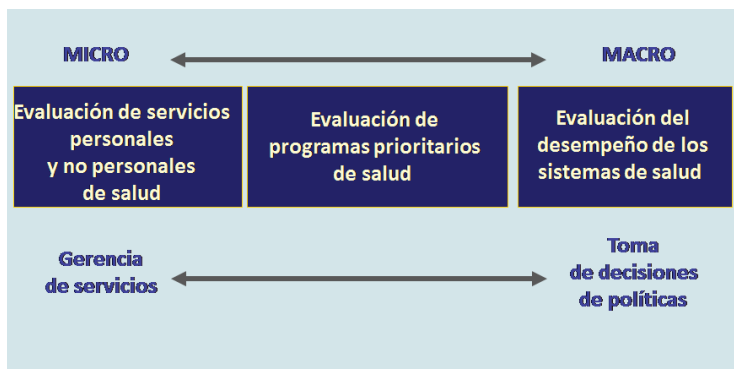 MICRO
MACRO
Evaluación de servicios
personales
y no personales
de salud
Evaluación de
programas prioritarios
de salud
Evaluación del
desempeño de los
sistemas de salud
Gerencia
de servicios
Toma
de decisiones
de políticas